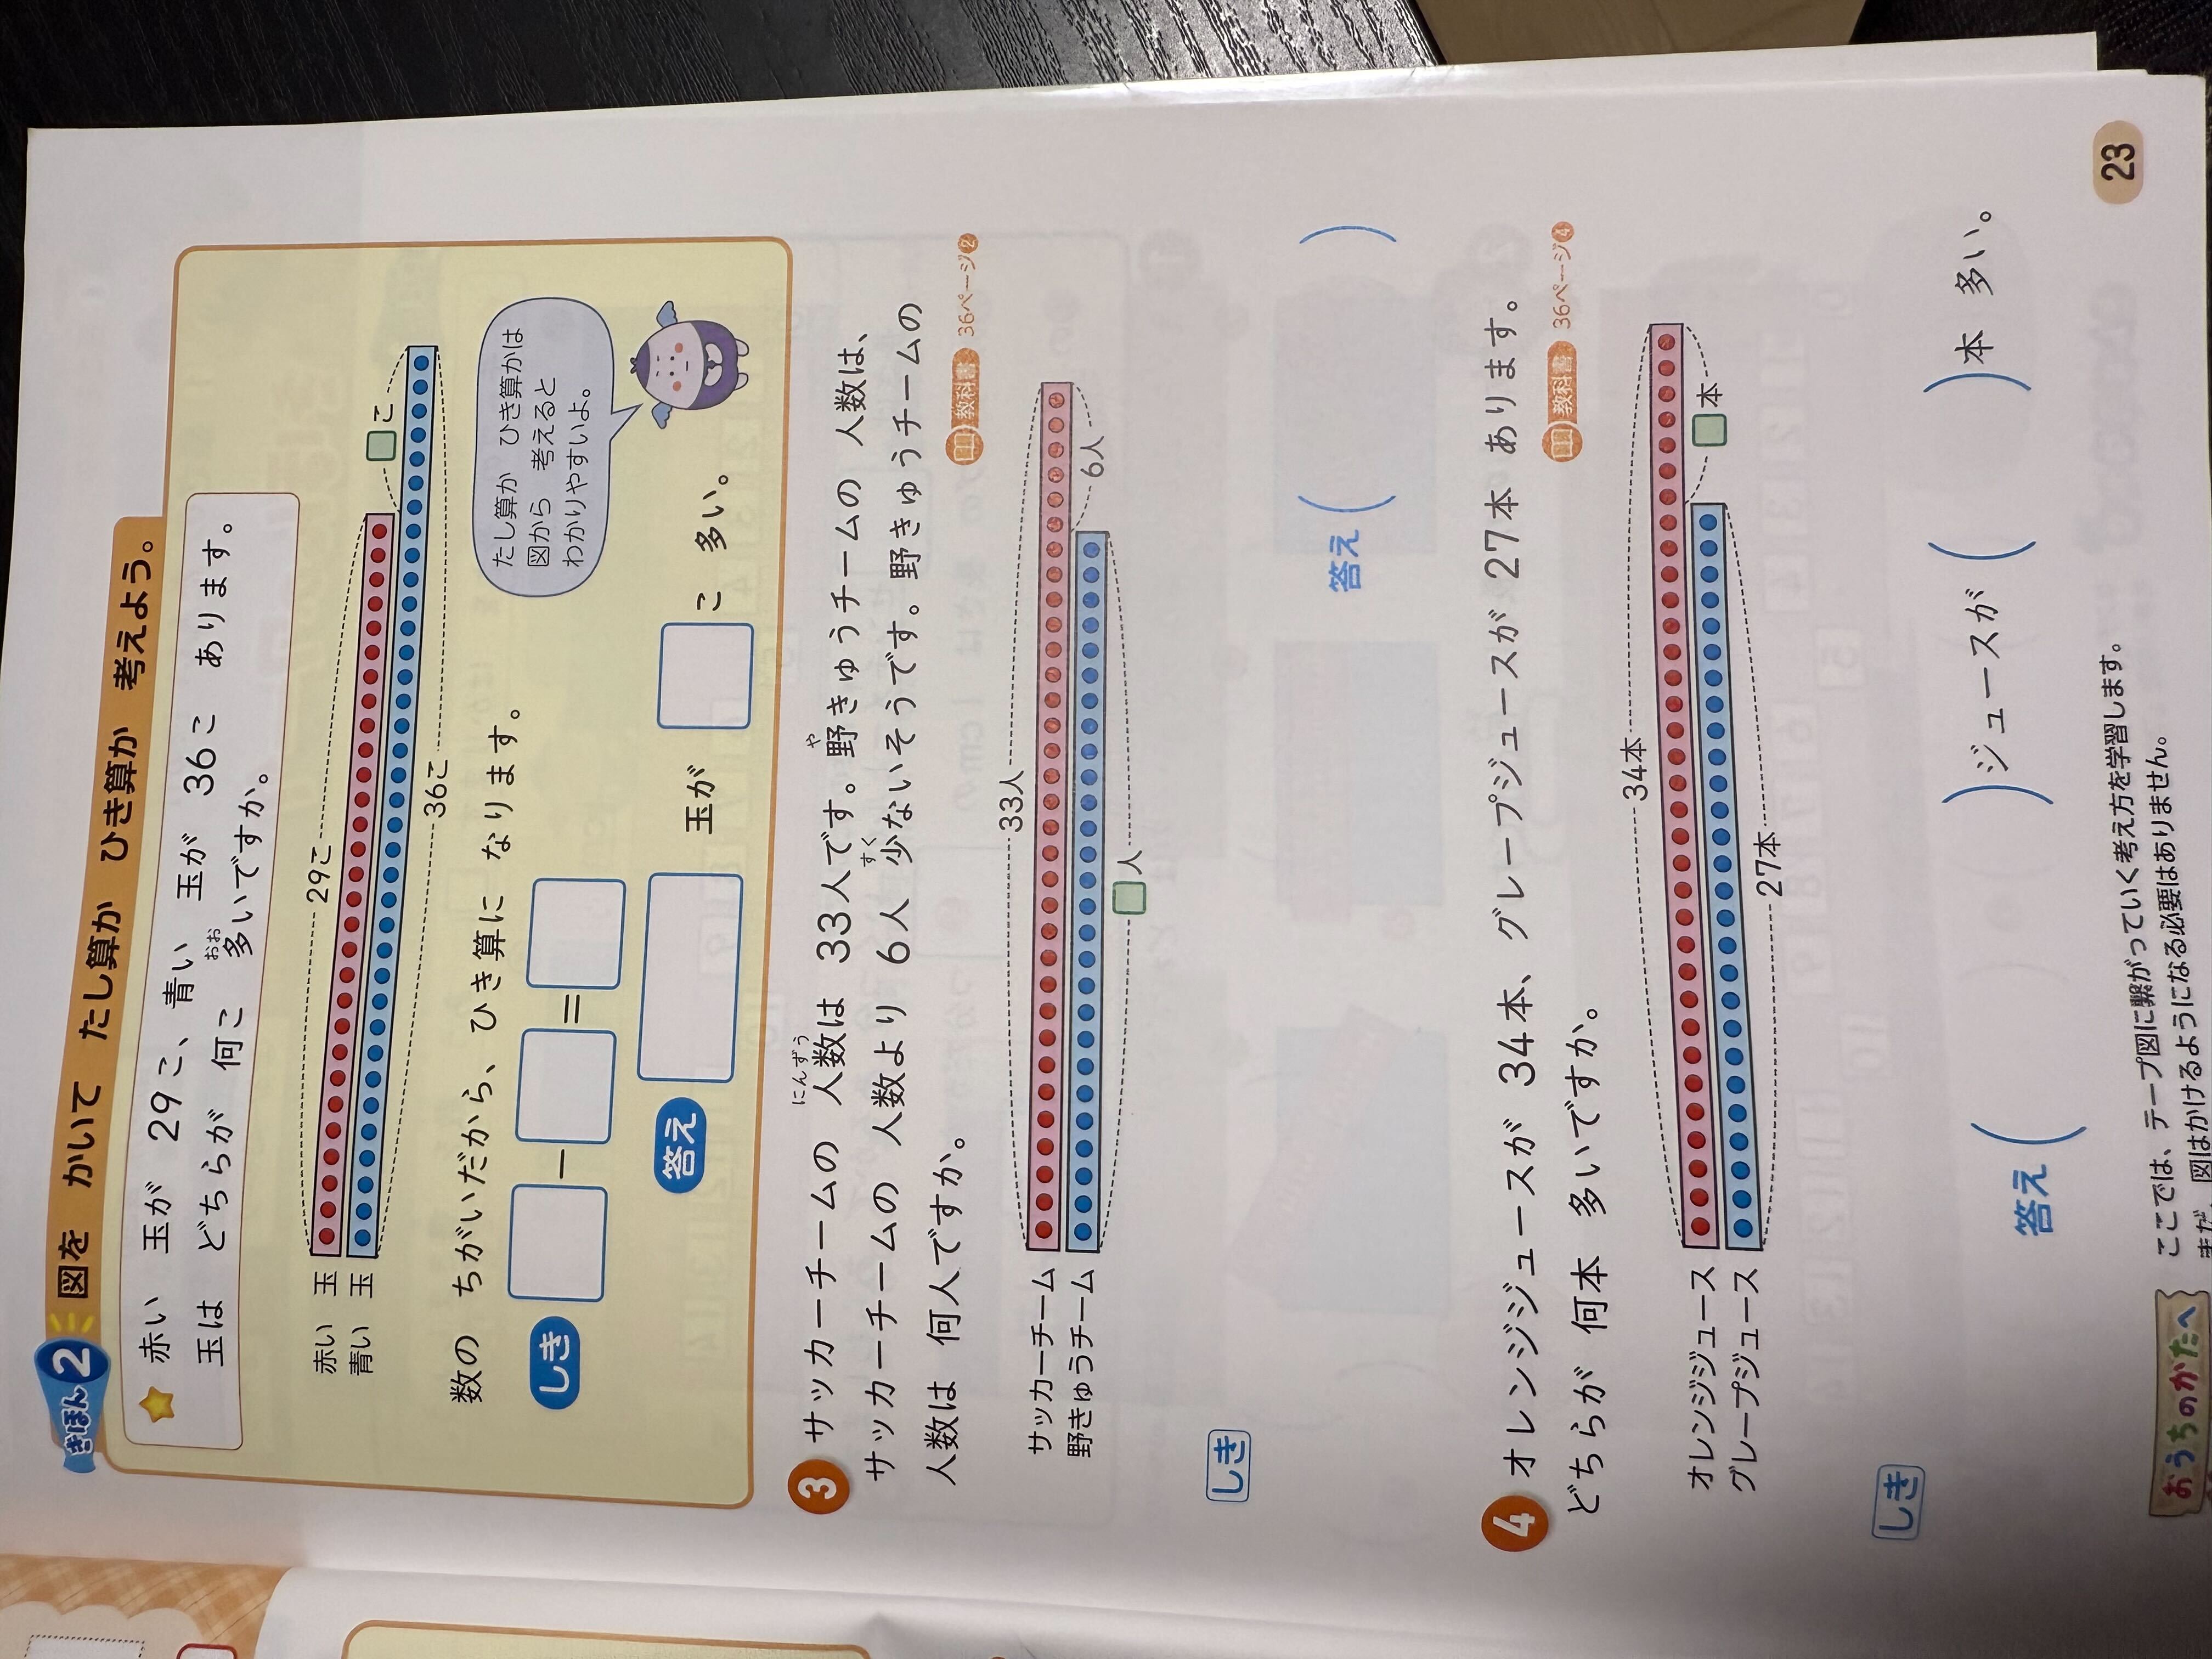 きほん 2 図を かいて たし算か ひき算か 考えよう。
赤い 玉が 29こ、青い 玉が 36こ あります。
おお
玉は どちらが 何こ 多いですか。
29こ
赤い 玉
青い 玉
□こ
36こ
数の ちがいだから、ひき算に なります。
たし算か ひき算かは
図から 考えると
わかりやすいよ。
しき □－□＝□
答え □ 玉が □こ 多い。
にんずう や
3 サッカーチームの 人数は 33人です。野きゅうチームの 人数は、
すく
サッカーチームの 人数より 6人 少ないそうです。野きゅうチームの
人数は 何人ですか。
教科書 36ページ2
33人
サッカーチーム
野きゅうチーム
6人
□人
しき
答え（ ）
4 オレンジジュースが 34本、グレープジュースが 27本 あります。
どちらが 何本 多いですか。
教科書 36ページ4
34本
オレンジジュース
グレープジュース
□本
27本
しき
答え（ ）ジュースが（ ）本 多い。
おうちのかたへ
ここでは、テープ図に繋がっていく考え方を学習します。
まだ、図はかけるようになる必要はありません。
23